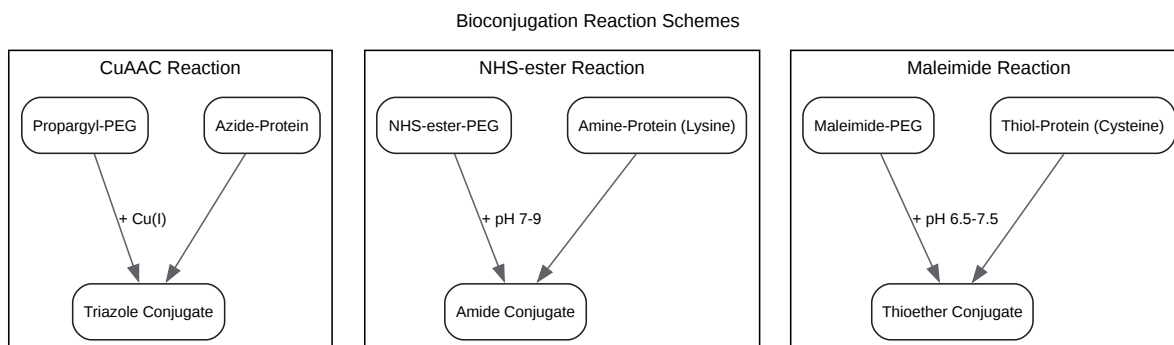 Bioconjugation Reaction Schemes
CuAAC Reaction
Propargyl-PEG
Azide-Protein
+ Cu(I)
Triazole Conjugate
NHS-ester Reaction
NHS-ester-PEG
Amine-Protein (Lysine)
+ pH 7-9
Amide Conjugate
Maleimide Reaction
Maleimide-PEG
Thiol-Protein (Cysteine)
+ pH 6.5-7.5
Thioether Conjugate